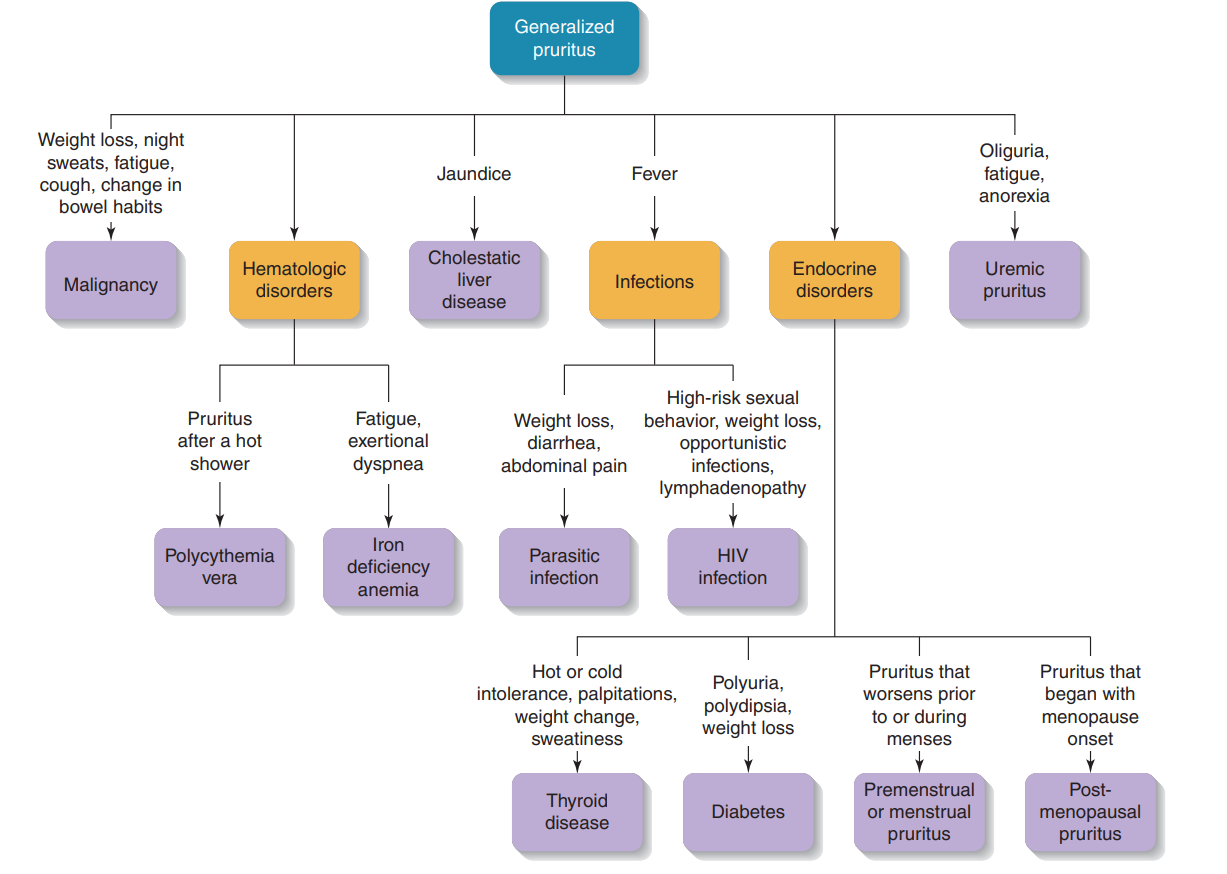 Generalized
pruritus
Weight loss, night
sweats, fatigue,
cough, change in
bowel habits
Jaundice
Fever
Oliguria,
fatigue,
anorexia
Malignancy
Hematologic
disorders
Cholestatic
liver
disease
Infections
Endocrine
disorders
Uremic
pruritus
Pruritus
after a hot
shower
Fatigue,
exertional
dyspnea
Weight loss,
diarrhea,
abdominal pain
High-risk sexual
behavior, weight loss,
opportunistic
infections,
lymphadenopathy
Polycythemia
vera
Iron
deficiency
anemia
Parasitic
infection
HIV
infection
Hot or cold
intolerance, palpitations,
weight change,
sweatiness
Polyuria,
polydipsia,
weight loss
Pruritus that
worsens prior
to or during
menses
Pruritus that
began with
menopause
onset
Thyroid
disease
Diabetes
Premenstrual
or menstrual
pruritus
Post-
menopausal
pruritus